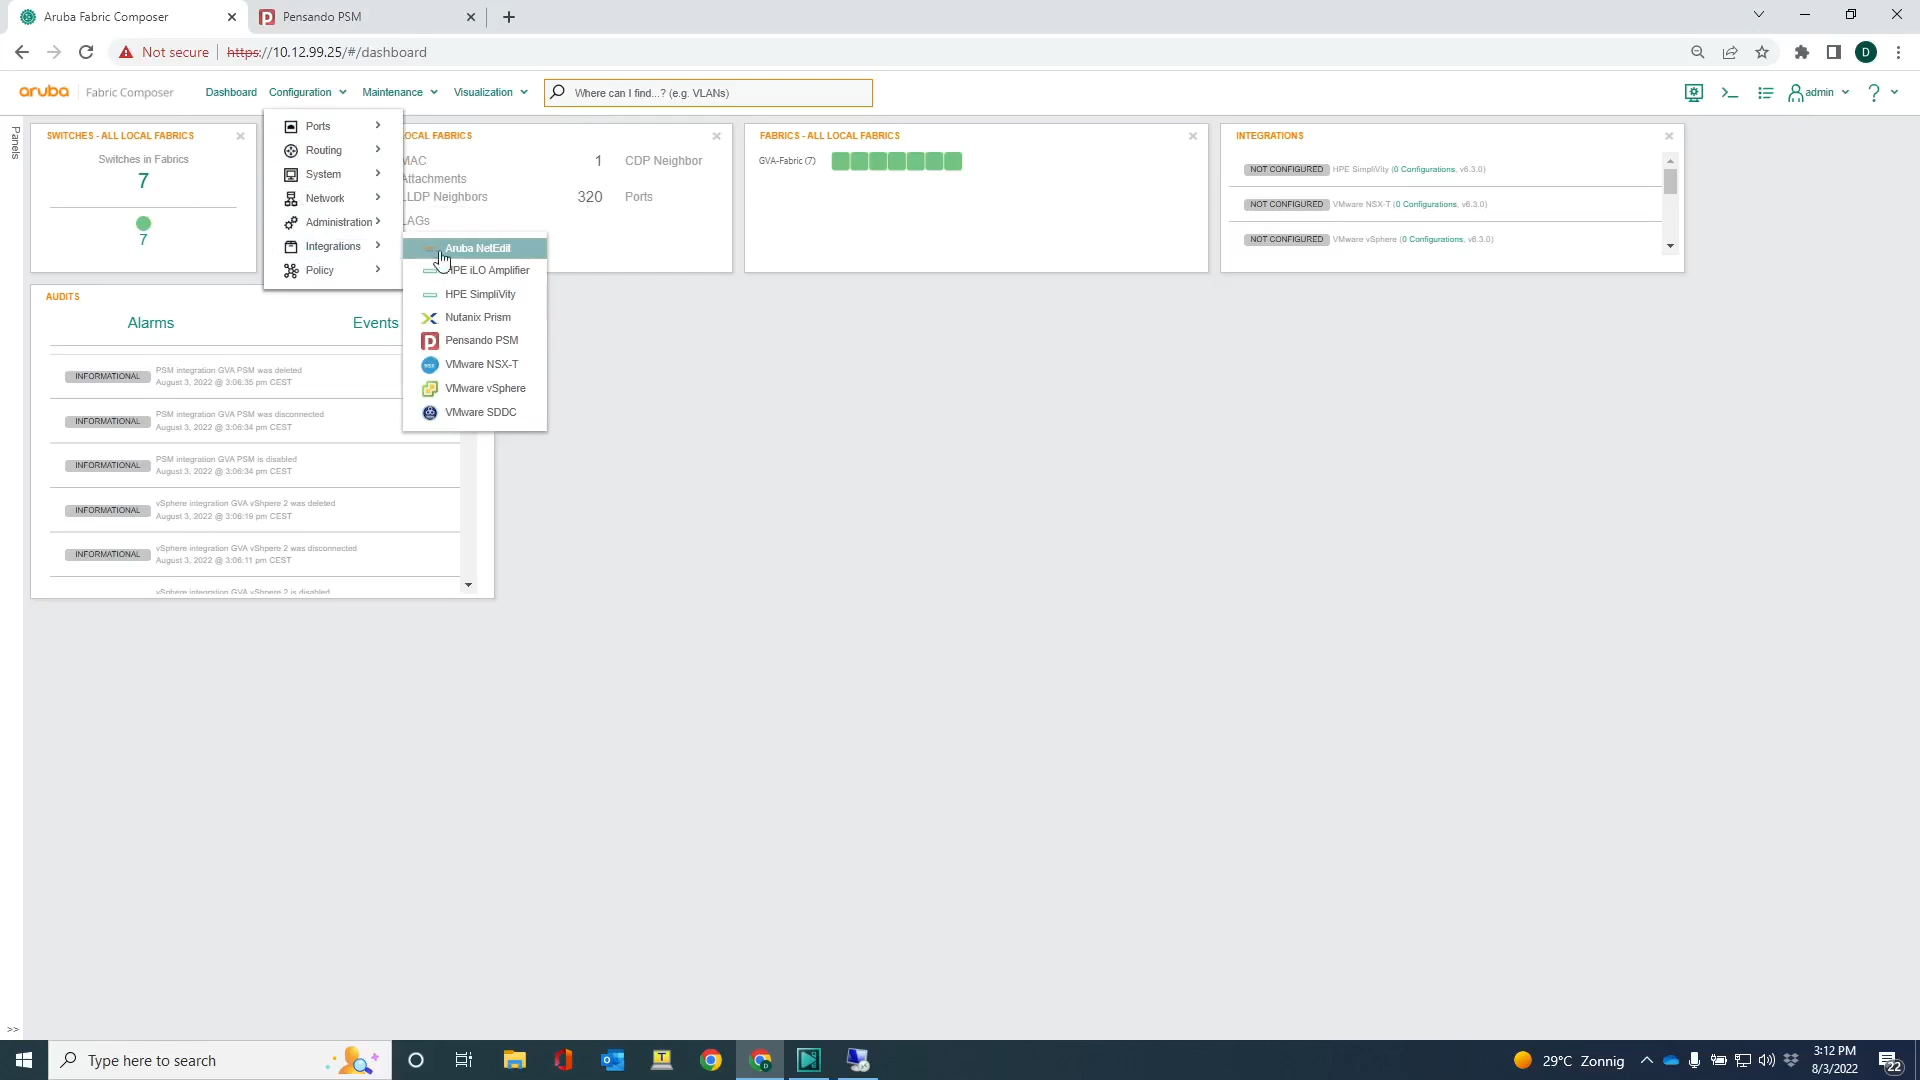 Aruba Fabric Composer
Pensando PSM
Not secure
https://10.12.99.25/#/dashboard
D
aruba
Fabric Composer
Dashboard
Configuration
Maintenance
Visualization
Where can I find...? (e.g. VLANs)
admin
Panels
SWITCHES - ALL LOCAL FABRICS
Switches in Fabrics
7
7
Ports
Routing
System
Network
Administration
Integrations
Policy
LOCAL FABRICS
MAC
Attachments
1
CDP Neighbor
LLDP Neighbors
320
Ports
LAGs
Aruba NetEdit
HPE iLO Amplifier
HPE SimpliVity
Nutanix Prism
Pensando PSM
VMware NSX-T
VMware vSphere
VMware SDDC
FABRICS - ALL LOCAL FABRICS
GVA-Fabric (7)
INTEGRATIONS
NOT CONFIGURED HPE SimpliVity (0 Configurations, v6.3.0)
NOT CONFIGURED VMware NSX-T (0 Configurations, v6.3.0)
NOT CONFIGURED VMware vSphere (0 Configurations, v6.3.0)
AUDITS
Alarms
Events
INFORMATIONAL
PSM integration GVA PSM was deleted
August 3, 2022 @ 3:06:35 pm CEST
INFORMATIONAL
PSM integration GVA PSM was disconnected
August 3, 2022 @ 3:06:34 pm CEST
INFORMATIONAL
PSM integration GVA PSM is disabled
August 3, 2022 @ 3:06:34 pm CEST
INFORMATIONAL
vSphere integration GVA vShpere 2 was deleted
August 3, 2022 @ 3:06:19 pm CEST
INFORMATIONAL
vSphere integration GVA vShpere 2 was disconnected
August 3, 2022 @ 3:06:11 pm CEST
vSphere integration GVA vShpere 2 is disabled
>>
Type here to search
29°C Zonnig
3:12 PM
8/3/2022
22